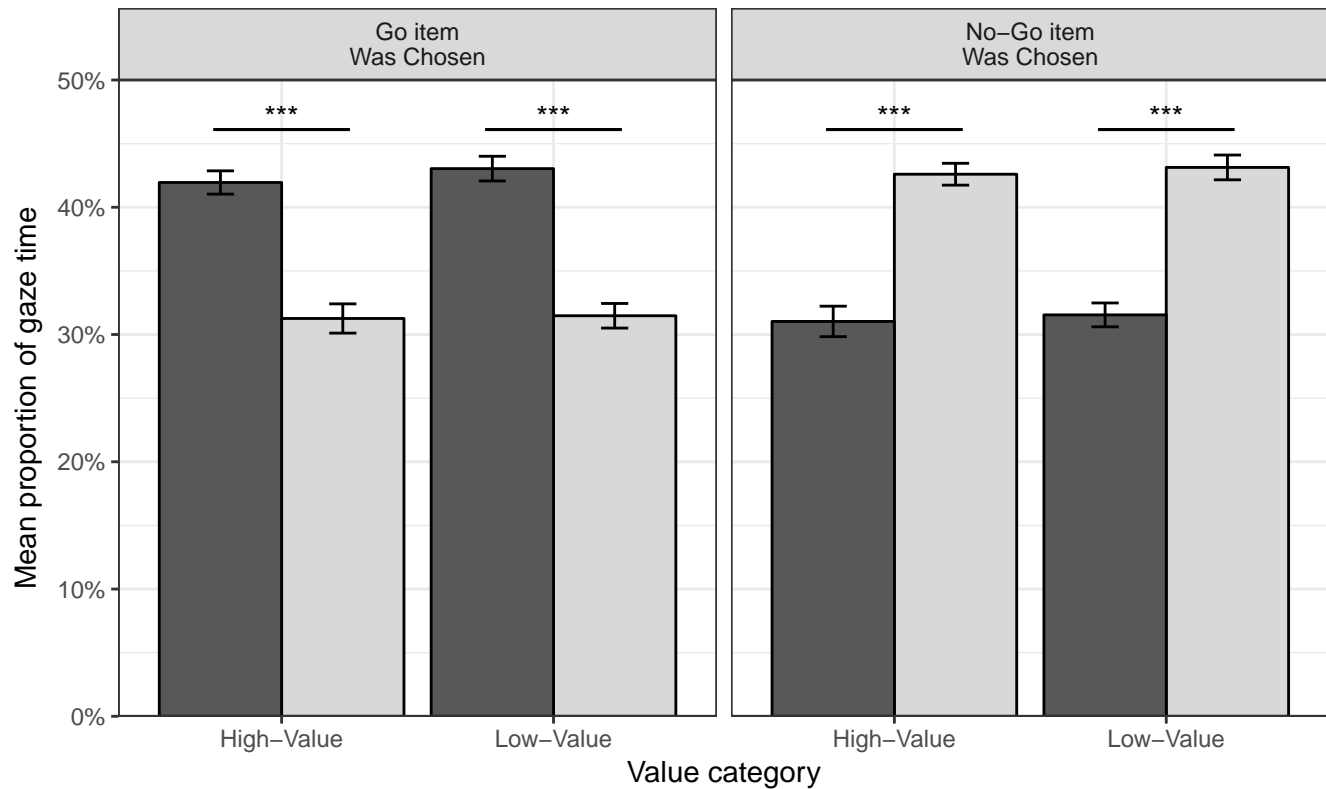 Go item
Was Chosen
No−Go item
Was Chosen
Mean proportion of gaze time
50%
40%
30%
20%
10%
0%
***
***
***
***
High−Value
Low−Value
High−Value
Low−Value
Value category